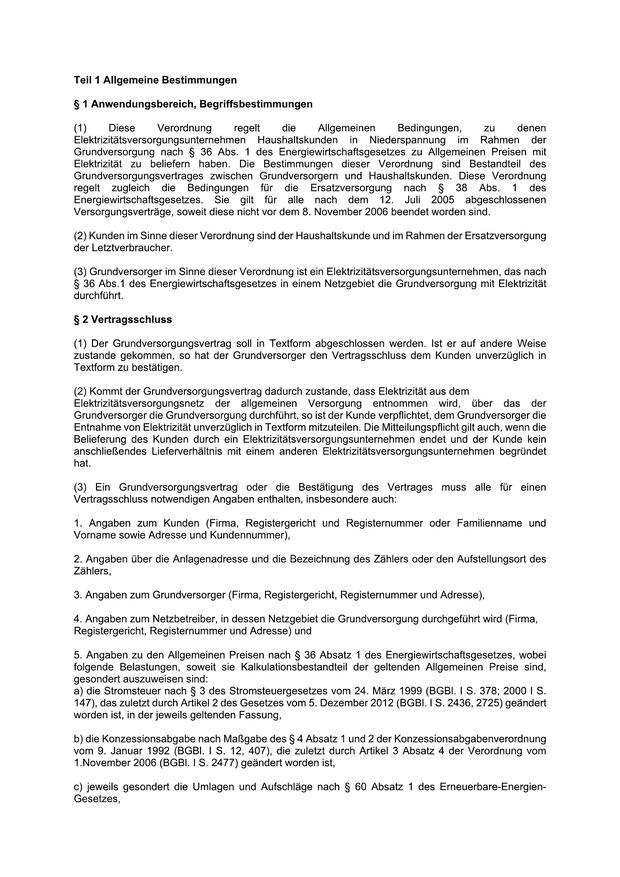 Teil 1 Allgemeine Bestimmungen
§ 1 Anwendungsbereich, Begriffsbestimmungen
(1) Diese Verordnung regelt die Allgemeinen Bedingungen, zu denen
Elektrizitätsversorgungsunternehmen Haushaltskunden in Niederspannung im Rahmen der
Grundversorgung nach § 36 Abs. 1 des Energiewirtschaftsgesetzes zu Allgemeinen Preisen mit
Elektrizität zu beliefern haben. Die Bestimmungen dieser Verordnung sind Bestandteil des
Grundversorgungsvertrages zwischen Grundversorgern und Haushaltskunden. Diese Verordnung
regelt zugleich die Bedingungen für die Ersatzversorgung nach § 38 Abs. 1 des
Energiewirtschaftsgesetzes. Sie gilt für alle nach dem 12. Juli 2005 abgeschlossenen
Versorgungsverträge, soweit diese nicht vor dem 8. November 2006 beendet worden sind.
(2) Kunden im Sinne dieser Verordnung sind der Haushaltskunde und im Rahmen der Ersatzversorgung
der Letztverbraucher.
(3) Grundversorger im Sinne dieser Verordnung ist ein Elektrizitätsversorgungsunternehmen, das nach
§ 36 Abs.1 des Energiewirtschaftsgesetzes in einem Netzgebiet die Grundversorgung mit Elektrizität
durchführt.
§ 2 Vertragsschluss
(1) Der Grundversorgungsvertrag soll in Textform abgeschlossen werden. Ist er auf andere Weise
zustande gekommen, so hat der Grundversorger den Vertragsschluss dem Kunden unverzüglich in
Textform zu bestätigen.
(2) Kommt der Grundversorgungsvertrag dadurch zustande, dass Elektrizität aus dem
Elektrizitätsversorgungsnetz der allgemeinen Versorgung entnommen wird, über das der
Grundversorger die Grundversorgung durchführt, so ist der Kunde verpflichtet, dem Grundversorger die
Entnahme von Elektrizität unverzüglich in Textform mitzuteilen. Die Mitteilungspflicht gilt auch, wenn die
Belieferung des Kunden durch ein Elektrizitätsversorgungsunternehmen endet und der Kunde kein
anschließendes Lieferverhältnis mit einem anderen Elektrizitätsversorgungsunternehmen begründet
hat.
(3) Ein Grundversorgungsvertrag oder die Bestätigung des Vertrages muss alle für einen
Vertragsschluss notwendigen Angaben enthalten, insbesondere auch:
1. Angaben zum Kunden (Firma, Registergericht und Registernummer oder Familienname und
Vorname sowie Adresse und Kundennummer),
2. Angaben über die Anlagenadresse und die Bezeichnung des Zählers oder den Aufstellungsort des
Zählers,
3. Angaben zum Grundversorger (Firma, Registergericht, Registernummer und Adresse),
4. Angaben zum Netzbetreiber, in dessen Netzgebiet die Grundversorgung durchgeführt wird (Firma,
Registergericht, Registernummer und Adresse) und
5. Angaben zu den Allgemeinen Preisen nach § 36 Absatz 1 des Energiewirtschaftsgesetzes, wobei
folgende Belastungen, soweit sie Kalkulationsbestandteil der geltenden Allgemeinen Preise sind,
gesondert auszuweisen sind:
a) die Stromsteuer nach § 3 des Stromsteuergesetzes vom 24. März 1999 (BGBl. I S. 378; 2000 I S.
147), das zuletzt durch Artikel 2 des Gesetzes vom 5. Dezember 2012 (BGBl. I S. 2436, 2725) geändert
worden ist, in der jeweils geltenden Fassung,
b) die Konzessionsabgabe nach Maßgabe des § 4 Absatz 1 und 2 der Konzessionsabgabenverordnung
vom 9. Januar 1992 (BGBl. I S. 12, 407), die zuletzt durch Artikel 3 Absatz 4 der Verordnung vom
1.November 2006 (BGBl. I S. 2477) geändert worden ist,
c) jeweils gesondert die Umlagen und Aufschläge nach § 60 Absatz 1 des Erneuerbare-Energien-
Gesetzes,